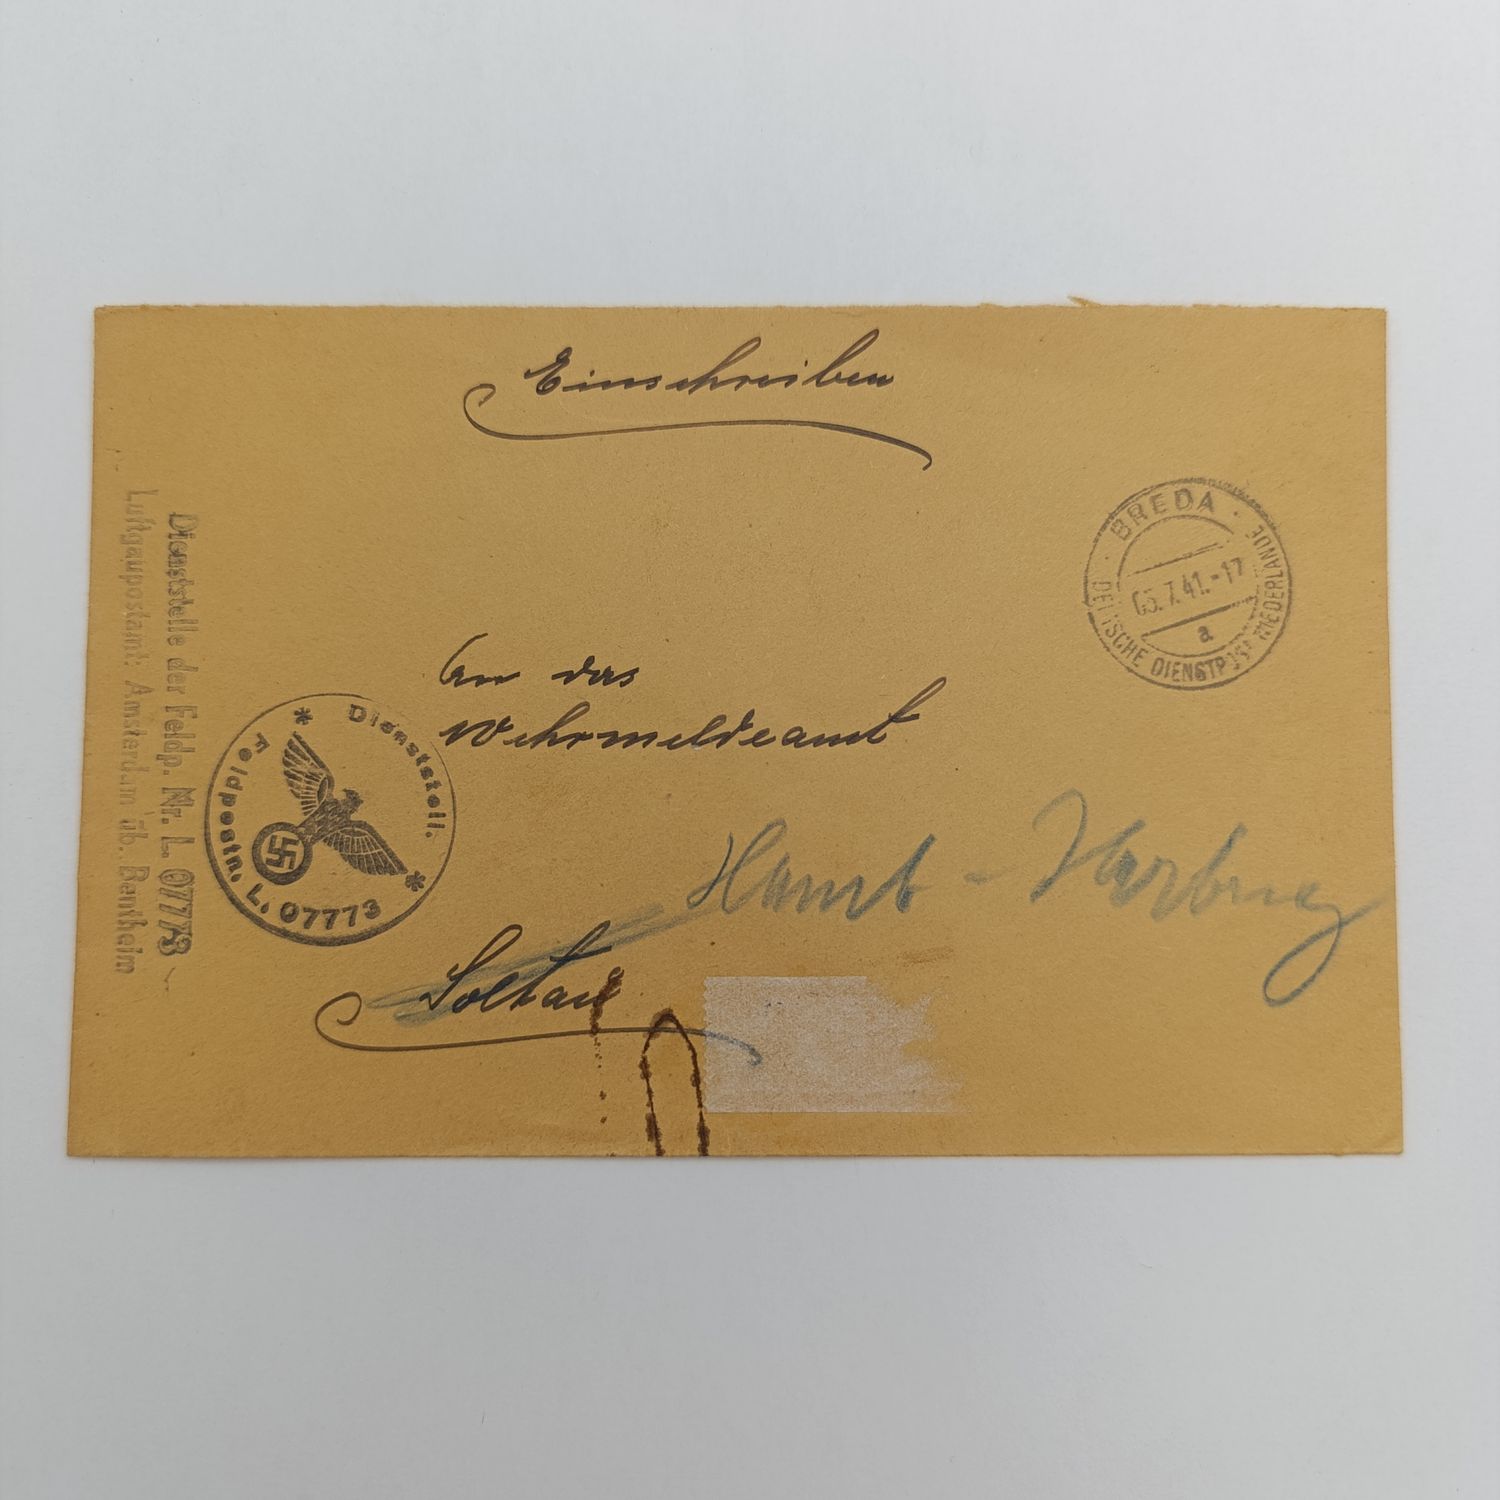 Einschreiben
BREDA
03.7.41.-17
a
DEUTSCHE DIENSTPOST NIEDERLANDE
An das
Wehrmeldeamt
Hamb - Harburg
Soltau
Dienststelle der Feldp. Nr. L 07773
Luftgaupostamt: Amsterdam üb. Bentheim
* Dienststell. *
Feldpostn. L. 07773